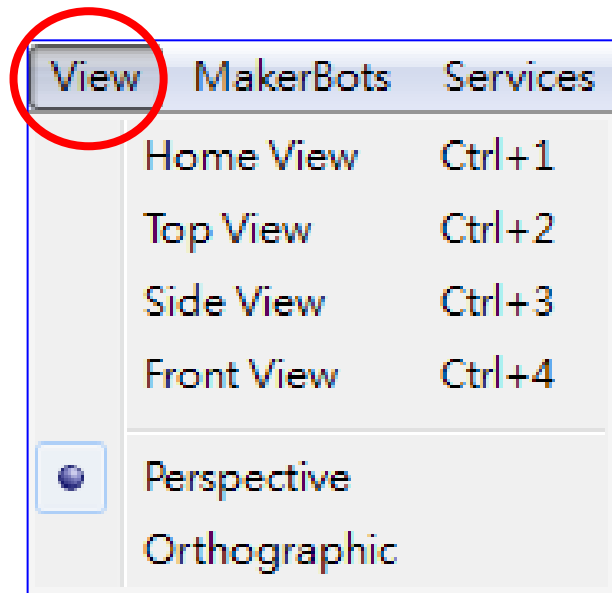 View MakerBots Services
Home View Ctrl+1
Top View Ctrl+2
Side View Ctrl+3
Front View Ctrl+4
Perspective
Orthographic